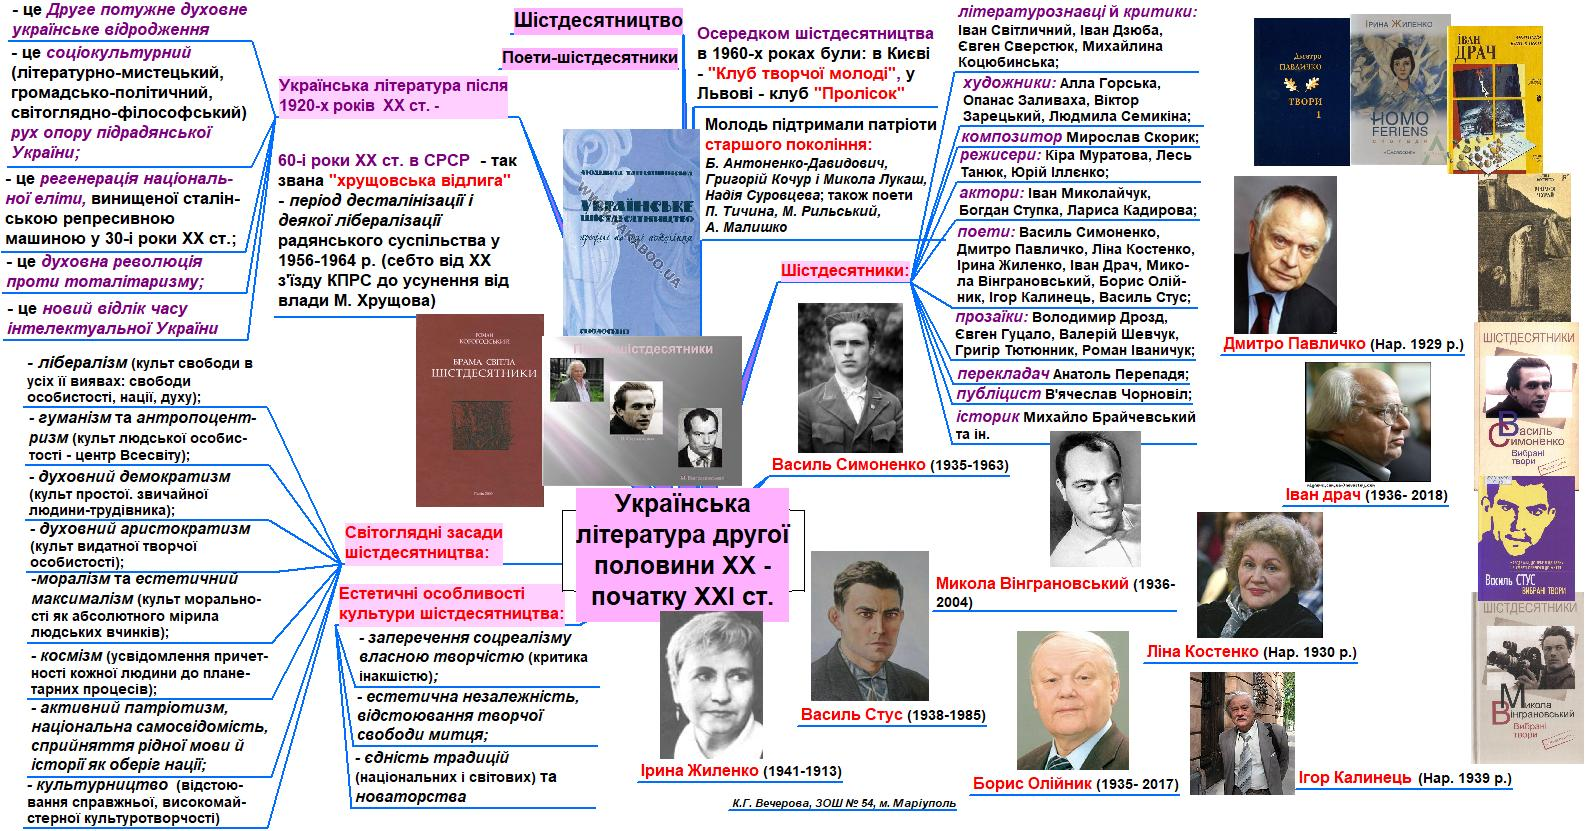 - це Друге потужне духовне
українське відродження
- це соціокультурний
(літературно-мистецький,
громадсько-політичний,
світоглядно-філософський)
рух опору підрадянської
України;
- це регенерація національ-
ної еліти, винищеної сталін-
ською репресивною
машиною у 30-і роки ХХ ст.;
- це духовна революція
проти тоталітаризму;
- це новий відлік часу
інтелектуальної України
Українська література після
1920-х років ХХ ст. -
60-і роки ХХ ст. в СРСР - так
звана "хрущовська відлига"
- період десталінізації і
деякої лібералізації
радянського суспільства у
1956-1964 р. (себто від ХХ
з'їзду КПРС до усунення від
влади М. Хрущова)
Шістдесятництво
Поети-шістдесятники
Осередком шістдесятництва
в 1960-х роках були: в Києві
- "Клуб творчої молоді", у
Львові - клуб "Пролісок"
Молодь підтримали патріоти
старшого покоління:
Б. Антоненко-Давидович,
Григорій Кочур і Микола Лукаш,
Надія Суровцева; також поети
П. Тичина, М. Рильський,
А. Малишко
Шістдесятники:
літературознавці й критики:
Іван Світличний, Іван Дзюба,
Євген Сверстюк, Михайлина
Коцюбинська;
художники: Алла Горська,
Опанас Заливаха, Віктор
Зарецький, Людмила Семикіна;
композитор Мирослав Скорик;
режисери: Кіра Муратова, Лесь
Танюк, Юрій Іллєнко;
актори: Іван Миколайчук,
Богдан Ступка, Лариса Кадирова;
поети: Василь Симоненко,
Дмитро Павличко, Ліна Костенко,
Ірина Жиленко, Іван Драч, Мико-
ла Вінграновський, Борис Олій-
ник, Ігор Калинець, Василь Стус;
прозаїки: Володимир Дрозд,
Євген Гуцало, Валерій Шевчук,
Григір Тютюнник, Роман Іваничук;
перекладач Анатоль Перепадя;
публіцист В'ячеслав Чорновіл;
історик Михайло Брайчевський
та ін.
Дмитро
ПАВЛИЧКО
ТВОРИ
1
ІРИНА ЖИЛЕНКО
HOMO
FERIENS
ІВАН
ДРАЧ
УКРАЇНСЬКЕ
ШІСТДЕСЯТНИЦТВО
WWW.YAKABOO.UA
РОМАН
КОРОГОДСЬКИЙ
БРАМА СВІТЛА
ШІСТДЕСЯТНИКИ
Дмитро Павличко (Нар. 1929 р.)
Іван драч (1936- 2018)
Василь Симоненко (1935-1963)
Микола Вінграновський (1936-
2004)
Ліна Костенко (Нар. 1930 р.)
Василь Стус (1938-1985)
Ірина Жиленко (1941-1913)
Борис Олійник (1935- 2017)
Ігор Калинець (Нар. 1939 р.)
ШІСТДЕСЯТНИКИ
Василь
Симоненко
Вибрані
твори
Василь СТУС
ВИБРАНІ ТВОРИ
ШІСТДЕСЯТНИКИ
Микола
Вінграновський
Вибрані
твори
Українська
література другої
половини ХХ -
початку ХХІ ст.
Світоглядні засади
шістдесятництва:
- лібералізм (культ свободи в
усіх її виявах: свободи
особистості, нації, духу);
- гуманізм та антропоцент-
ризм (культ людської особис-
тості - центр Всесвіту);
- духовний демократизм
(культ простої. звичайної
людини-трудівника);
- духовний аристократизм
(культ видатної творчої
особистості);
-моралізм та естетичний
максималізм (культ морально-
сті як абсолютного мірила
людських вчинків);
- космізм (усвідомлення причет-
ності кожної людини до плане-
тарних процесів);
- активний патріотизм,
національна самосвідомість,
сприйняття рідної мови й
історії як оберіг нації;
- культурництво (відстою-
вання справжньої, високомай-
стерної культуротворчості)
Естетичні особливості
культури шістдесятництва:
- заперечення соцреалізму
власною творчістю (критика
інакшістю);
- естетична незалежність,
відстоювання творчої
свободи митця;
- єдність традицій
(національних і світових) та
новаторства
К.Г. Вечерова, ЗОШ № 54, м. Маріуполь